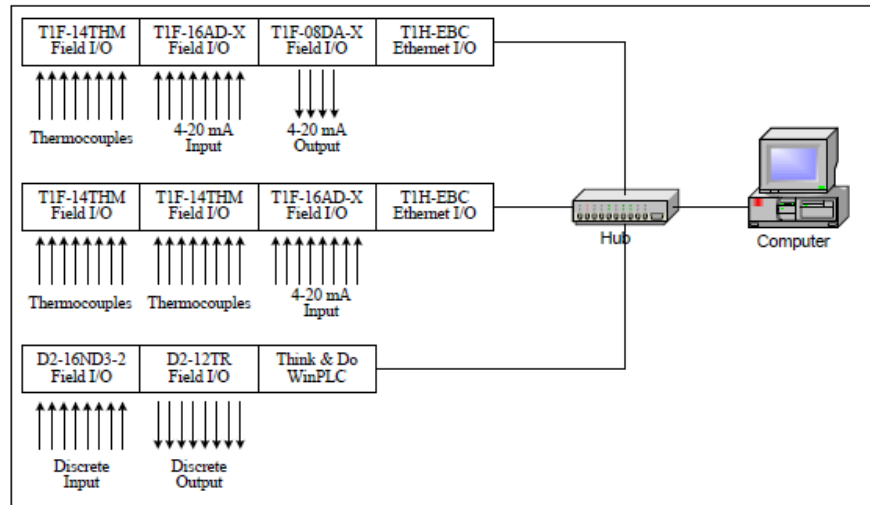 T1F-14THM
Field I/O
T1F-16AD-X
Field I/O
T1F-08DA-X
Field I/O
T1H-EBC
Ethernet I/O
Thermocouples
4-20 mA
Input
4-20 mA
Output
T1F-14THM
Field I/O
T1F-14THM
Field I/O
T1F-16AD-X
Field I/O
T1H-EBC
Ethernet I/O
Hub
Computer
Thermocouples
Thermocouples
4-20 mA
Input
D2-16ND3-2
Field I/O
D2-12TR
Field I/O
Think & Do
WinPLC
Discrete
Input
Discrete
Output